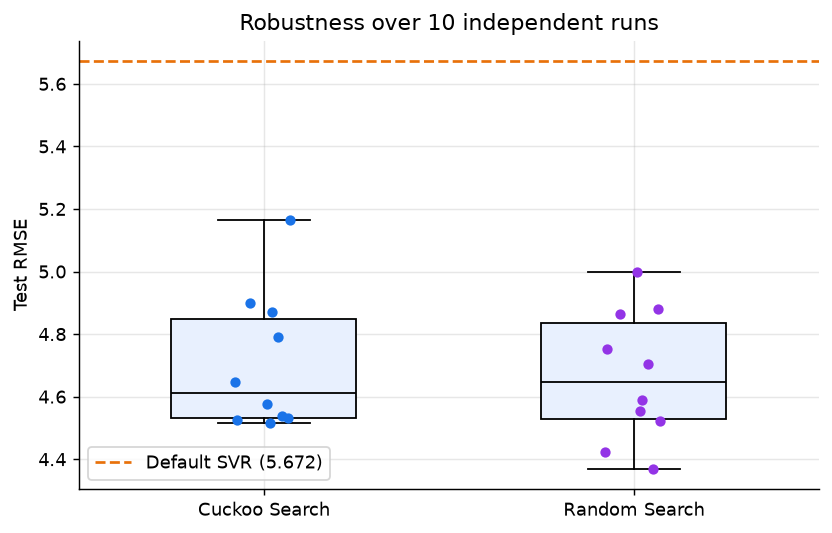 Robustness over 10 independent runs
Test RMSE
5.6
5.4
5.2
5.0
4.8
4.6
4.4
Default SVR (5.672)
Cuckoo Search
Random Search